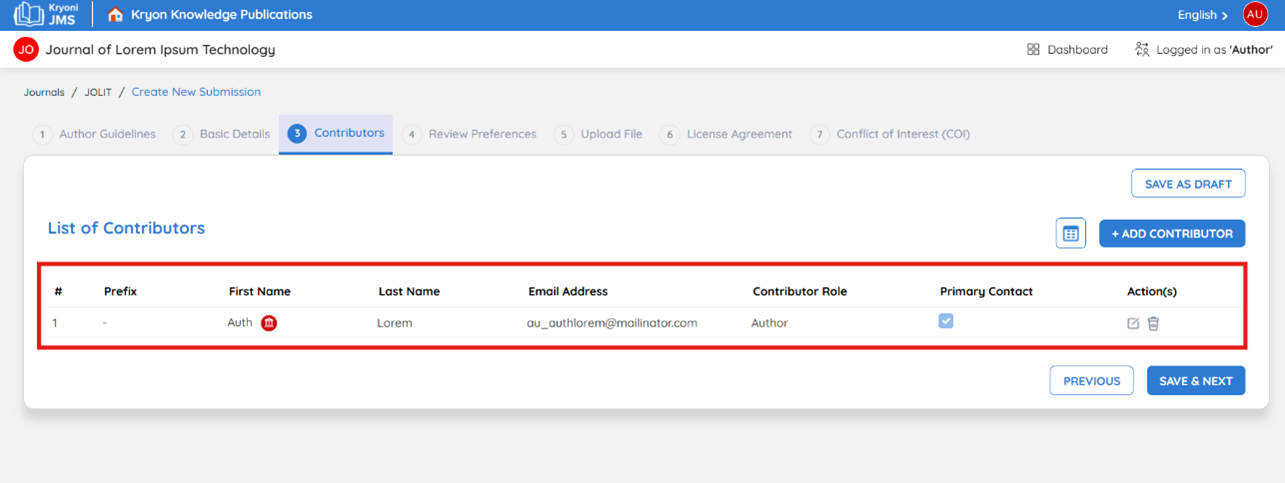 Kryoni
JMS
Kryon Knowledge Publications
English >
AU
JO
Journal of Lorem Ipsum Technology
Dashboard
Logged in as 'Author'
Journals / JOLIT / Create New Submission
1 Author Guidelines 2 Basic Details 3 Contributors 4 Review Preferences 5 Upload File 6 License Agreement 7 Conflict of Interest (COI)
SAVE AS DRAFT
List of Contributors
+ ADD CONTRIBUTOR
# Prefix First Name Last Name Email Address Contributor Role Primary Contact Action(s)
1 - Auth Lorem au_authlorem@mailinator.com Author
PREVIOUS SAVE & NEXT